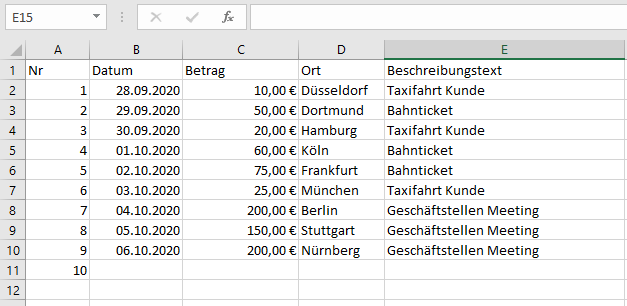 E15 fx
A B C D E
1 Nr Datum Betrag Ort Beschreibungstext
2 1 28.09.2020 10,00 € Düsseldorf Taxifahrt Kunde
3 2 29.09.2020 50,00 € Dortmund Bahnticket
4 3 30.09.2020 20,00 € Hamburg Taxifahrt Kunde
5 4 01.10.2020 60,00 € Köln Bahnticket
6 5 02.10.2020 75,00 € Frankfurt Bahnticket
7 6 03.10.2020 25,00 € München Taxifahrt Kunde
8 7 04.10.2020 200,00 € Berlin Geschäftstellen Meeting
9 8 05.10.2020 150,00 € Stuttgart Geschäftstellen Meeting
10 9 06.10.2020 200,00 € Nürnberg Geschäftstellen Meeting
11 10
12